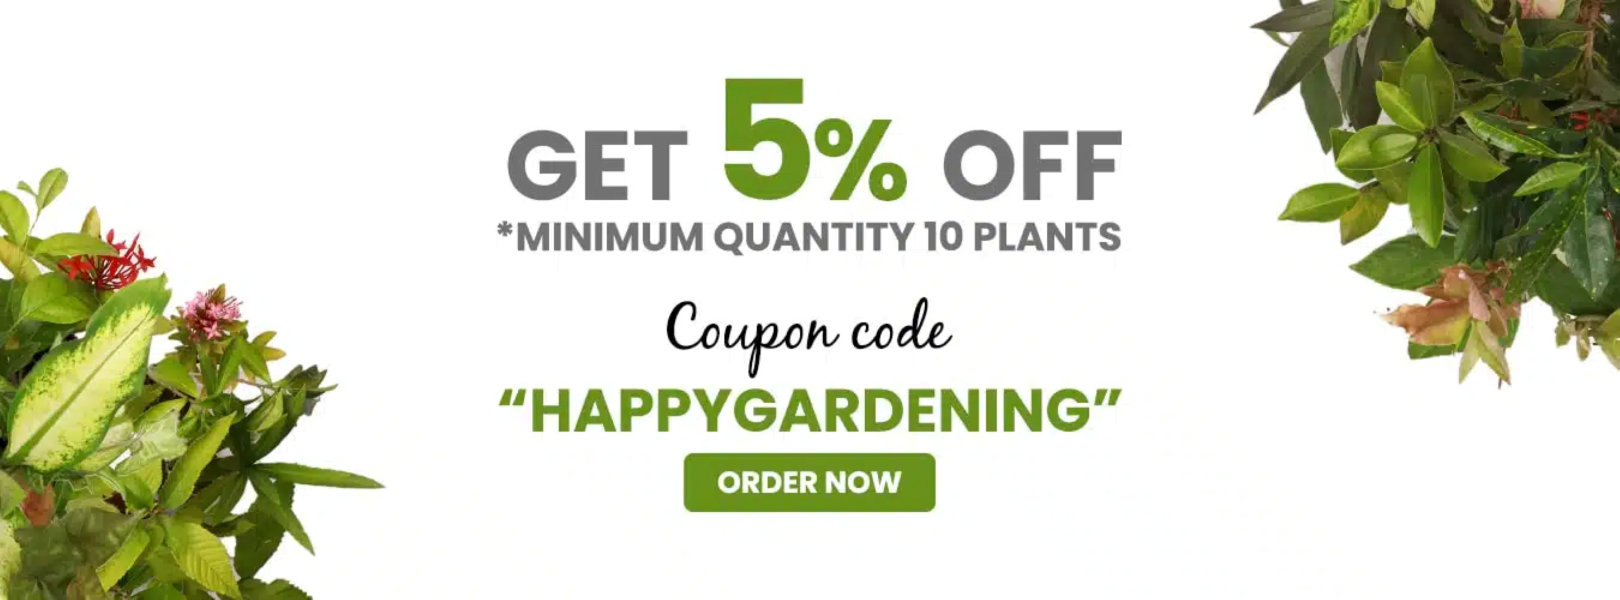 GET 5% OFF
*MINIMUM QUANTITY 10 PLANTS
Coupon code
“HAPPYGARDENING”
ORDER NOW